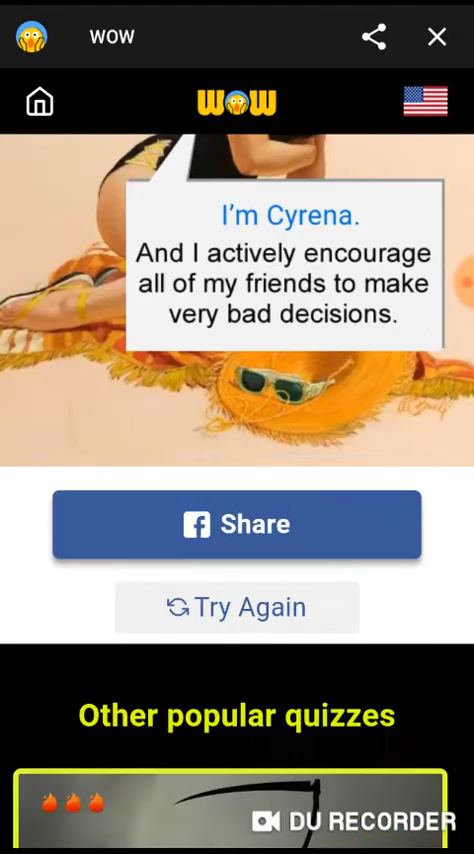 WOW
WOW
I'm Cyrena.
And I actively encourage
all of my friends to make
very bad decisions.
Share
Try Again
Other popular quizzes
DU RECORDER